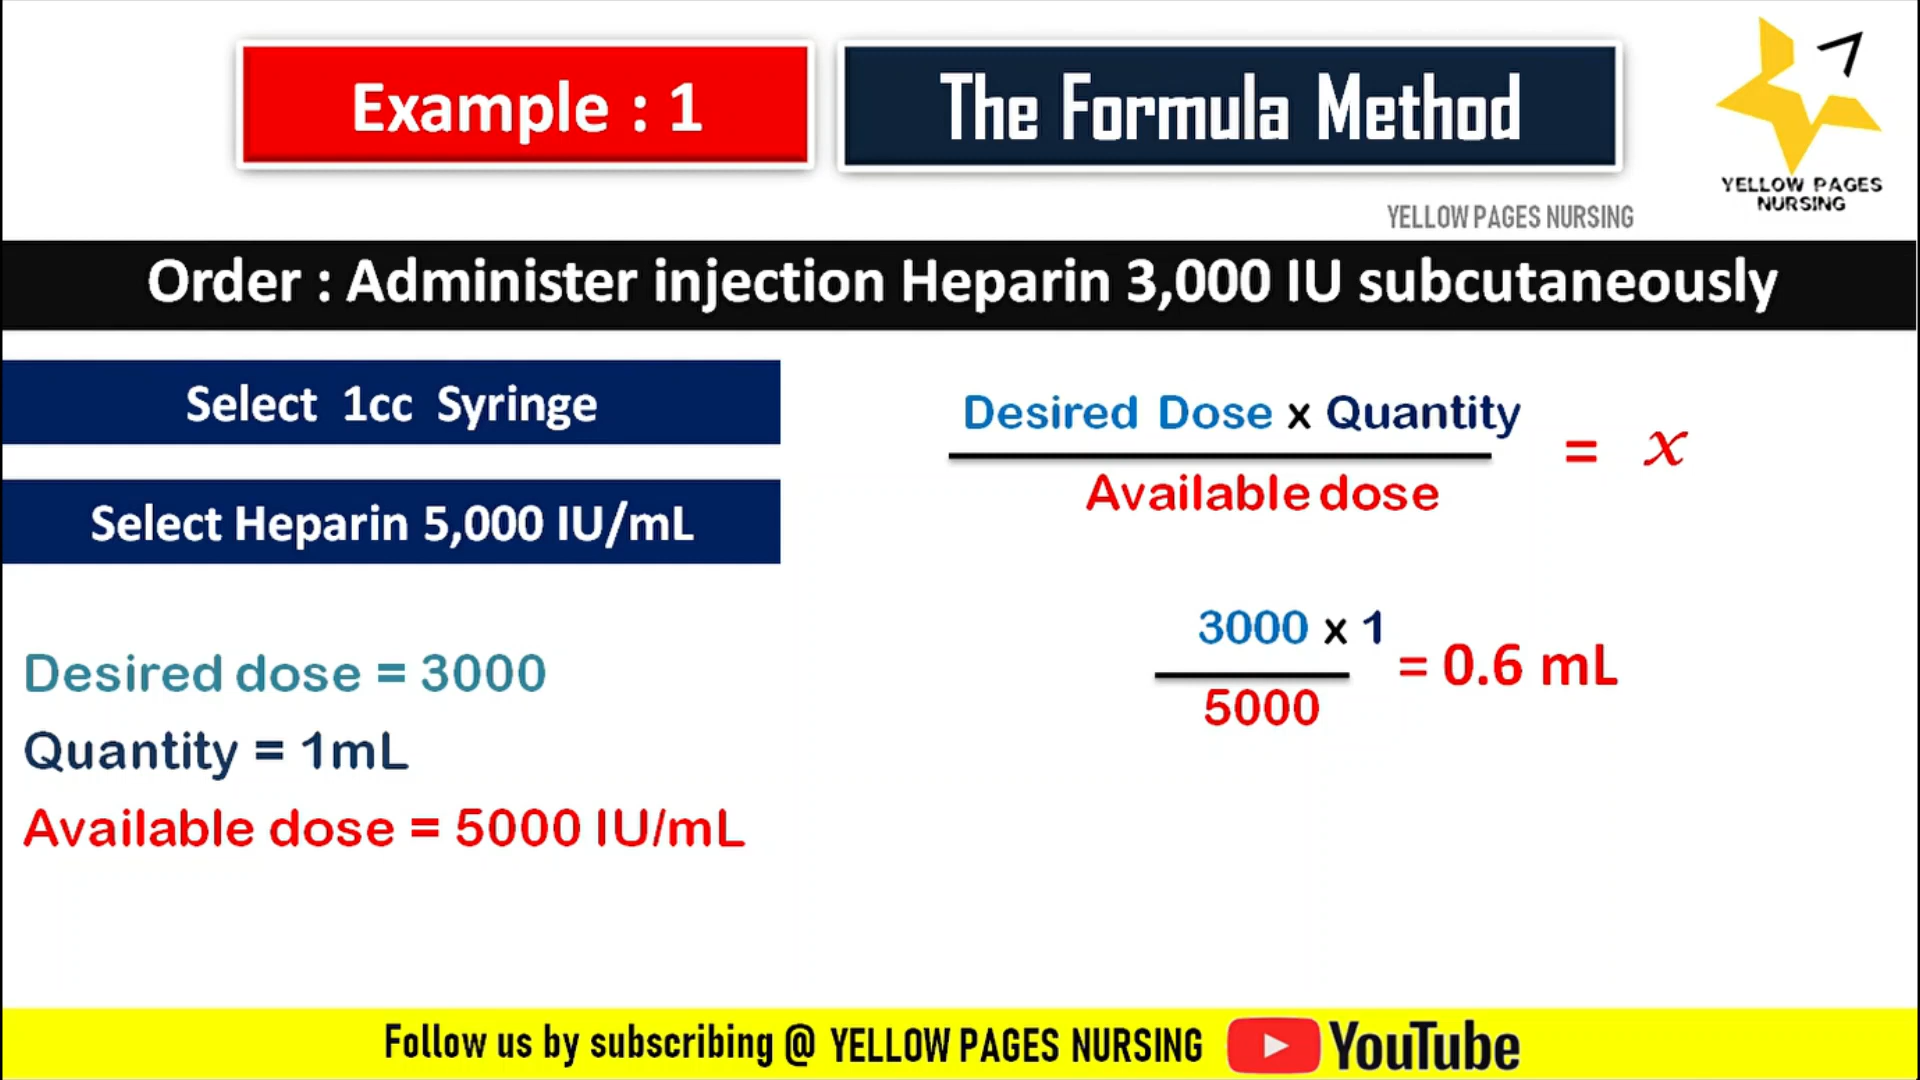 Example : 1
The Formula Method
YELLOW PAGES
NURSING
YELLOW PAGES NURSING
Order : Administer injection Heparin 3,000 IU subcutaneously
Select 1cc Syringe
Select Heparin 5,000 IU/mL
Desired Dose x Quantity
Available dose
= x
3000 x 1
5000
= 0.6 mL
Desired dose = 3000
Quantity = 1mL
Available dose = 5000 IU/mL
Follow us by subscribing @ YELLOW PAGES NURSING YouTube